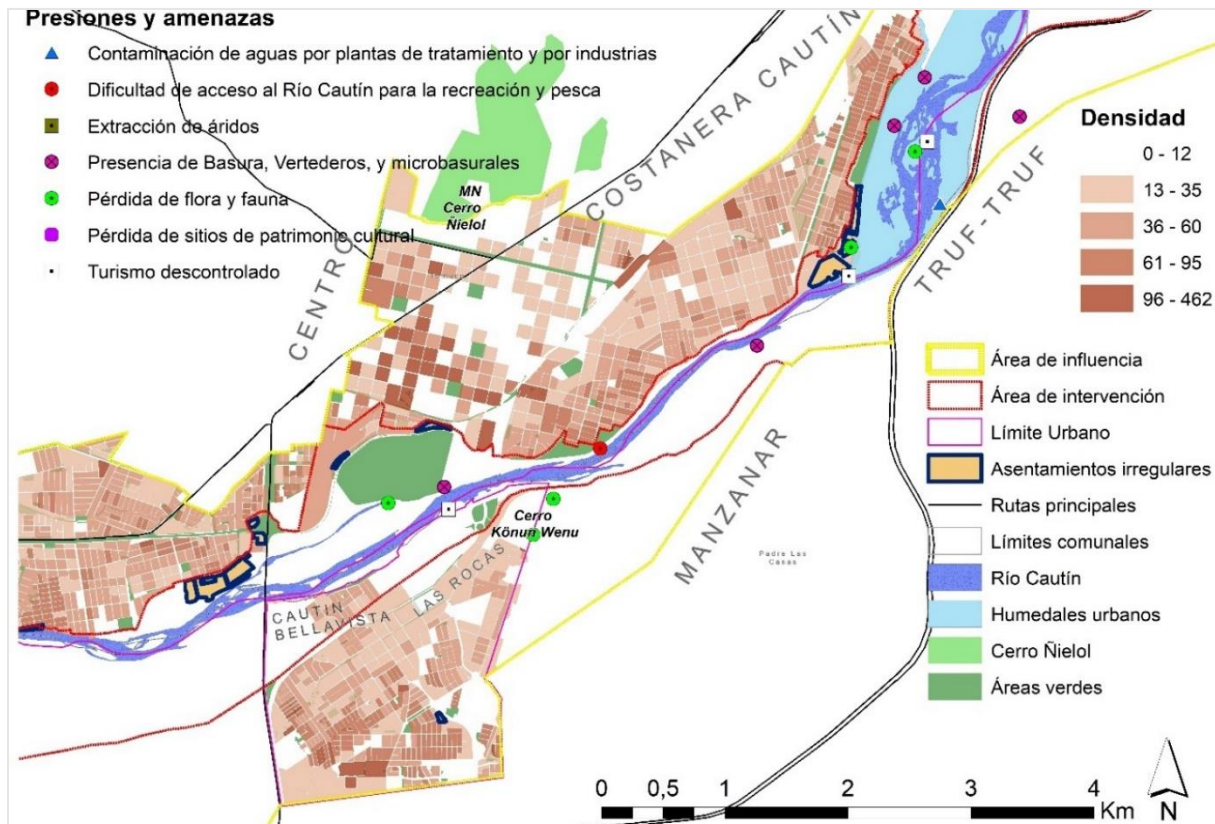 Presiones y amenazas
Contaminación de aguas por plantas de tratamiento y por industrias
Dificultad de acceso al Río Cautín para la recreación y pesca
Extracción de áridos
Presencia de Basura, Vertederos, y microbasurales
Pérdida de flora y fauna
Pérdida de sitios de patrimonio cultural
Turismo descontrolado
MN
Cerro
Ñielol
CENTRO
COSTANERA CAUTÍN
TRUF-TRUF
Densidad
0 - 12
13 - 35
36 - 60
61 - 95
96 - 462
Área de influencia
Área de intervención
Límite Urbano
Asentamientos irregulares
Rutas principales
Límites comunales
Río Cautín
Humedales urbanos
Cerro Ñielol
Áreas verdes
MANZANAR
Padre Las
Casas
Cerro
Könun Wenu
LAS ROCAS
CAUTÍN
BELLAVISTA
0 0,5 1 2 3 4
Km
N